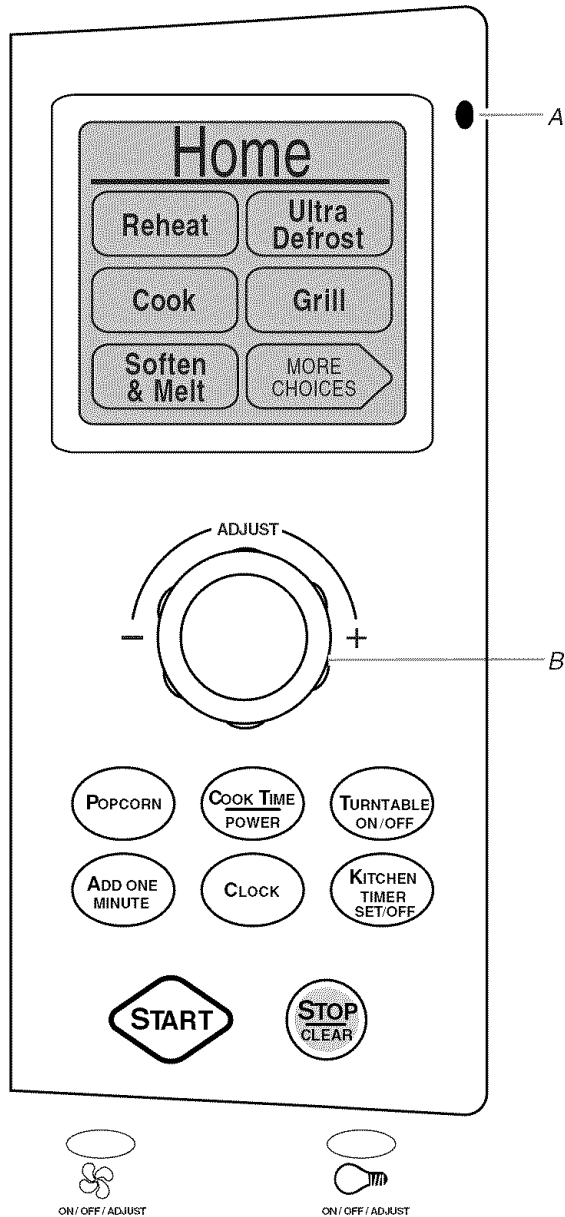 A
Home
Reheat
Ultra
Defrost
Cook
Grill
Soften
& Melt
MORE
CHOICES
ADJUST
– +
B
POPCORN
COOK TIME
POWER
TURNTABLE
ON/OFF
ADD ONE
MINUTE
CLOCK
KITCHEN
TIMER
SET/OFF
START
STOP
CLEAR
ON / OFF / ADJUST
ON / OFF / ADJUST